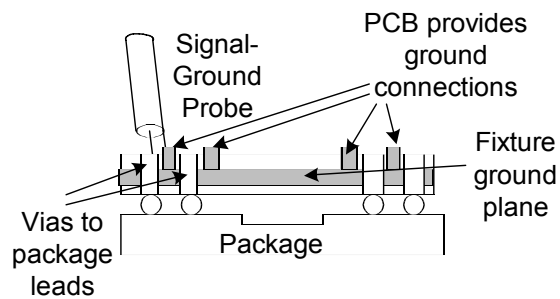 Signal-
Ground
Probe
PCB provides
ground
connections
Fixture
ground
plane
Vias to
package
leads
Package